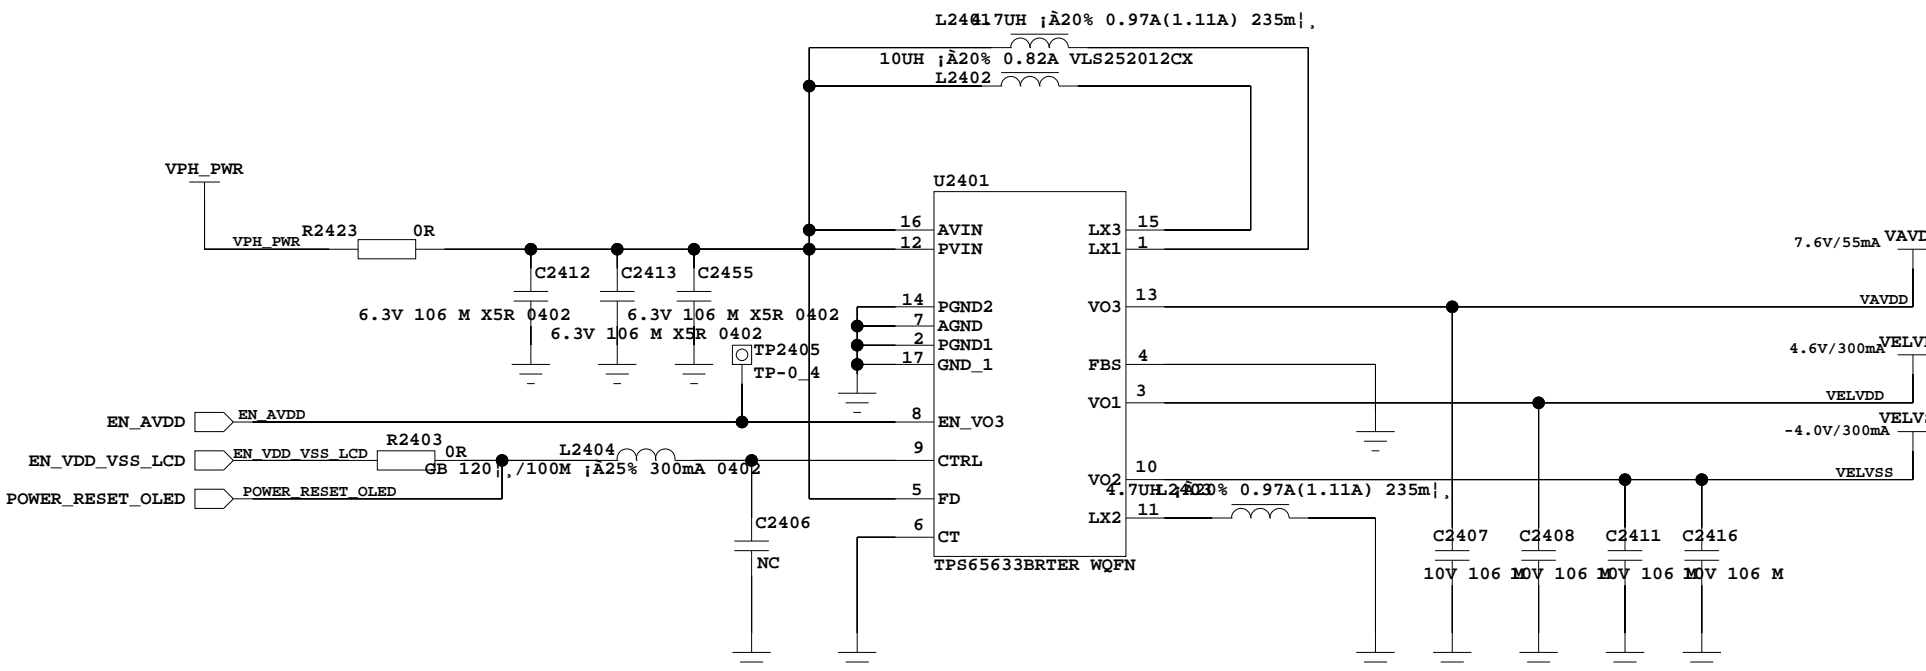 L2401
4.7UH ¡À20% 0.97A(1.11A) 235m¦¸
10UH ¡À20% 0.82A VLS252012CX
L2402
VPH_PWR
U2401
R2423
0R
VPH_PWR
16
AVIN
LX3
15
12
PVIN
LX1
1
7.6V/55mA
C2412
C2413
C2455
6.3V 106 M X5R 0402
6.3V 106 M X5R 0402
6.3V 106 M X5R 0402
14
PGND2
VO3
13
VAVDD
7
AGND
2
PGND1
17
GND_1
FBS
4
TP2405
TP-0_4
4.6V/300mA
VO1
3
VELVDD
EN_AVDD
EN_AVDD
8
EN_VO3
-4.0V/300mA
R2403
0R
L2404
EN_VDD_VSS_LCD
EN_VDD_VSS_LCD
GB 120¦¸/100M ¡À25% 300mA 0402
9
CTRL
VO2
10
VELVSS
POWER_RESET_OLED
POWER_RESET_OLED
5
FD
4.7UH ¡À20% 0.97A(1.11A) 235m¦¸
L2403
LX2
11
6
CT
C2406
NC
TPS65633BRTER WQFN
C2407
C2408
C2411
C2416
10V 106 M
10V 106 M
10V 106 M
10V 106 M